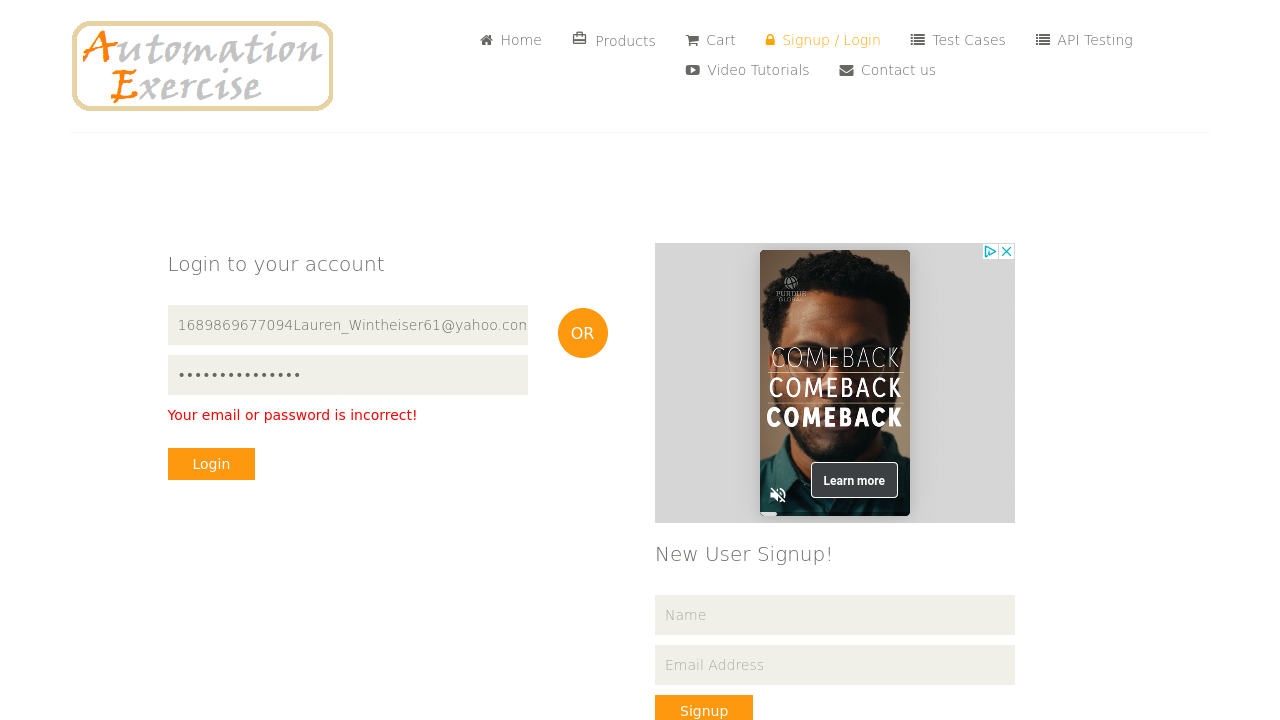 Automation
Exercise
Home
Products
Cart
Signup / Login
Test Cases
API Testing
Video Tutorials
Contact us
Login to your account
1689869677094Lauren_Wintheiser61@yahoo.com
•••••••••••••••
Your email or password is incorrect!
Login
OR
PURDUE
GLOBAL
COMEBACK
COMEBACK
COMEBACK
Learn more
New User Signup!
Name
Email Address
Signup